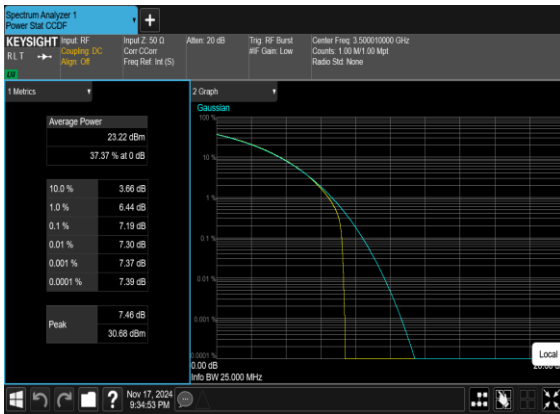 Spectrum Analyzer 1
Power Stat CCDF
KEYSIGHT
RLT
Input: RF
Coupling: DC
Align: Off
Input Z: 50 Ω
Corr CCorr
Freq Ref: Int (S)
Atten: 20 dB
Trig: RF Burst
#IF Gain: Low
Center Freq: 3.500010000 GHz
Counts: 1.00 M/1.00 Mpt
Radio Std: None
1 Metrics
Average Power
23.22 dBm
37.37 % at 0 dB
10.0 % 3.66 dB
1.0 % 6.44 dB
0.1 % 7.19 dB
0.01 % 7.30 dB
0.001 % 7.37 dB
0.0001 % 7.39 dB
Peak
7.46 dB
30.68 dBm
2 Graph
Gaussian
100 %
10 %
1 %
0.1 %
0.01 %
0.001 %
0.0001 %
0.00 dB
Info BW 25.000 MHz
Local
Nov 17, 2024
9:34:53 PM